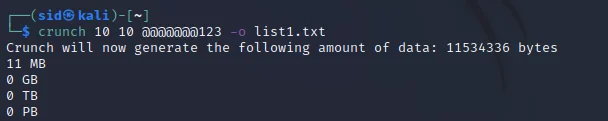 ┌──(sid㉿kali)-[~]
└─$ crunch 10 10 @@@@@@@123 -o list1.txt
Crunch will now generate the following amount of data: 11534336 bytes
11 MB
0 GB
0 TB
0 PB